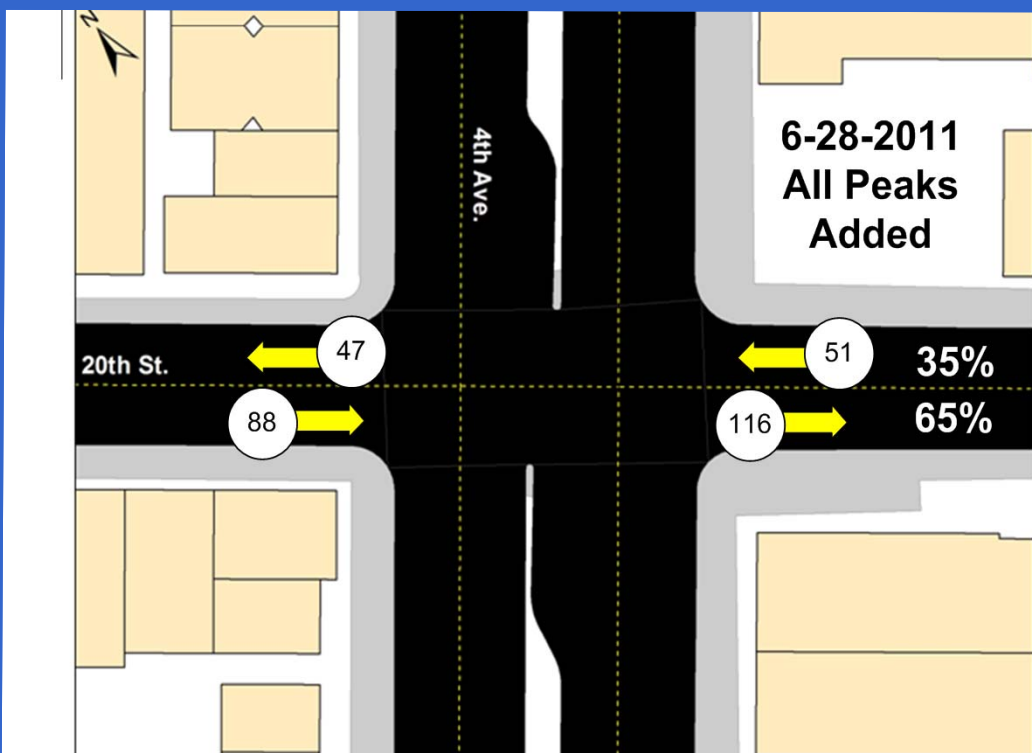 N
4th Ave.
6-28-2011
All Peaks
Added
20th St.
47
51
35%
88
116
65%